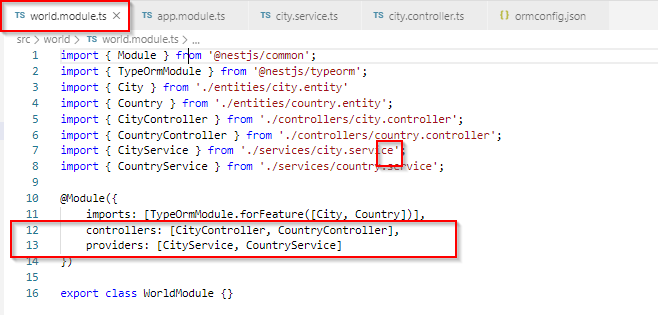 world.module.ts × app.module.ts city.service.ts city.controller.ts ormconfig.json
src > world > world.module.ts > ...
1 import { Module } from '@nestjs/common';
2 import { TypeOrmModule } from '@nestjs/typeorm';
3 import { City } from './entities/city.entity'
4 import { Country } from './entities/country.entity';
5 import { CityController } from './controllers/city.controller';
6 import { CountryController } from './controllers/country.controller';
7 import { CityService } from './services/city.service';
8 import { CountryService } from './services/country.service';
9
10 @Module({
11 imports: [TypeOrmModule.forFeature([City, Country])],
12 controllers: [CityController, CountryController],
13 providers: [CityService, CountryService]
14 })
15
16 export class WorldModule {}